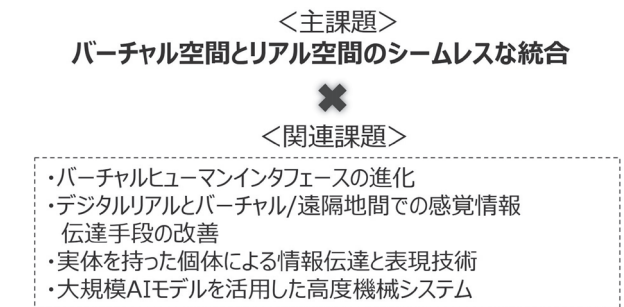 ＜主課題＞
バーチャル空間とリアル空間のシームレスな統合
✖
＜関連課題＞
・バーチャルヒューマンインタフェースの進化
・デジタルリアルとバーチャル/遠隔地間での感覚情報
伝達手段の改善
・実体を持った個体による情報伝達と表現技術
・大規模AIモデルを活用した高度機械システム